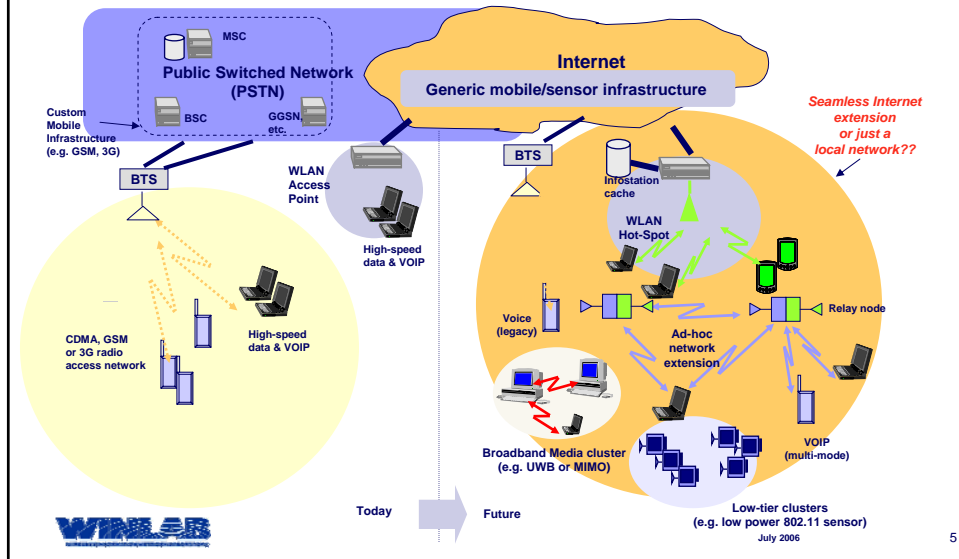 MSC
Public Switched Network
(PSTN)
Internet
Generic mobile/sensor infrastructure
Custom
Mobile
Infrastructure
(e.g. GSM, 3G)
BSC
GGSN,
etc.
Seamless Internet
extension
or just a
local network??
BTS
WLAN
Access
Point
BTS
Infostation
cache
WLAN
Hot-Spot
High-speed
data & VOIP
Voice
(legacy)
Relay node
CDMA, GSM
or 3G radio
access network
High-speed
data & VOIP
Ad-hoc
network
extension
Broadband Media cluster
(e.g. UWB or MIMO)
VOIP
(multi-mode)
Today
Future
Low-tier clusters
(e.g. low power 802.11 sensor)
WINLAB
July 2006
5